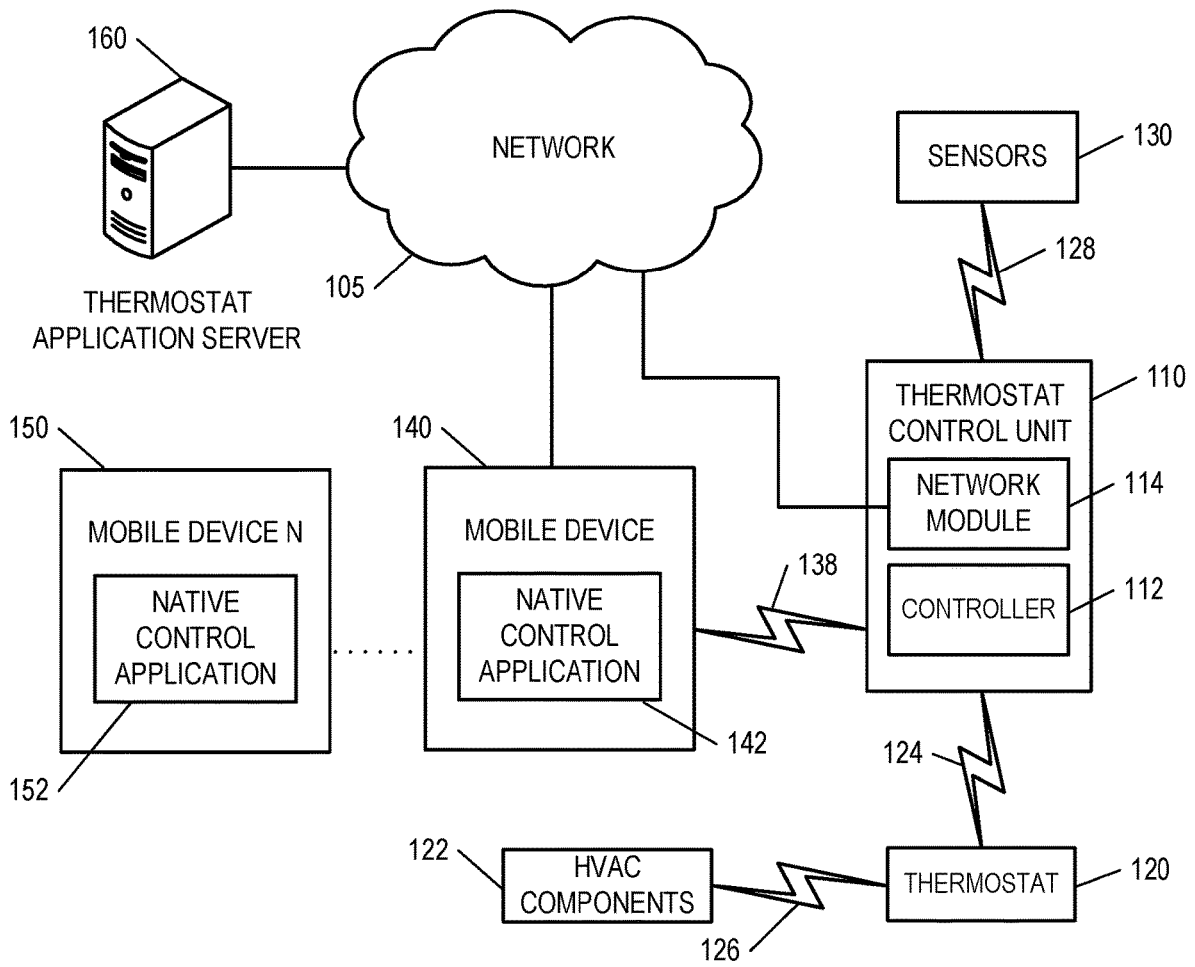 160
NETWORK
SENSORS
130
128
105
THERMOSTAT
APPLICATION SERVER
THERMOSTAT
CONTROL UNIT
110
NETWORK
MODULE
114
CONTROLLER
112
150
MOBILE DEVICE N
NATIVE
CONTROL
APPLICATION
152
140
MOBILE DEVICE
NATIVE
CONTROL
APPLICATION
142
138
124
122
HVAC
COMPONENTS
126
THERMOSTAT
120